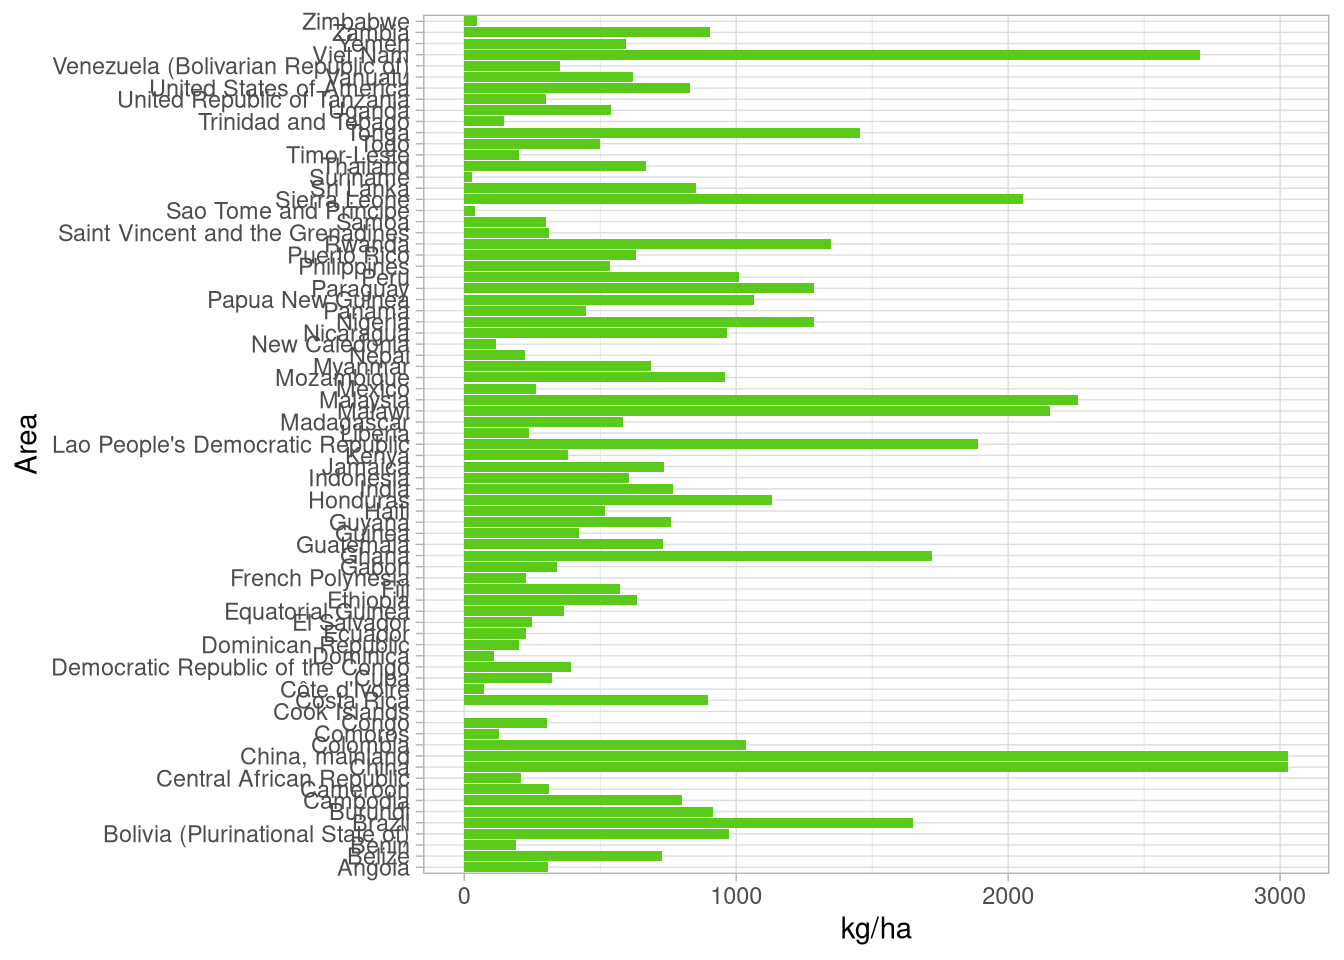 Zimbabwe
Zambia
Yemen
Viet Nam
Venezuela (Bolivarian Republic of)
Vanuatu
United States of America
United Republic of Tanzania
Uganda
Trinidad and Tobago
Tonga
Togo
Timor-Leste
Thailand
Suriname
Sri Lanka
Sierra Leone
Sao Tome and Principe
Samoa
Saint Vincent and the Grenadines
Rwanda
Puerto Rico
Philippines
Peru
Paraguay
Papua New Guinea
Panama
Nigeria
Nicaragua
New Caledonia
Nepal
Myanmar
Mozambique
Mexico
Malaysia
Malawi
Madagascar
Liberia
Lao People's Democratic Republic
Kenya
Jamaica
Indonesia
India
Honduras
Haiti
Guyana
Guinea
Guatemala
Ghana
Gabon
French Polynesia
Fiji
Ethiopia
Equatorial Guinea
El Salvador
Ecuador
Dominican Republic
Dominica
Democratic Republic of the Congo
Cuba
Côte d'Ivoire
Costa Rica
Cook Islands
Congo
Comoros
Colombia
China, mainland
China
Central African Republic
Cameroon
Cambodia
Burundi
Brazil
Bolivia (Plurinational State of)
Benin
Belize
Angola
Area
0 1000 2000 3000
kg/ha